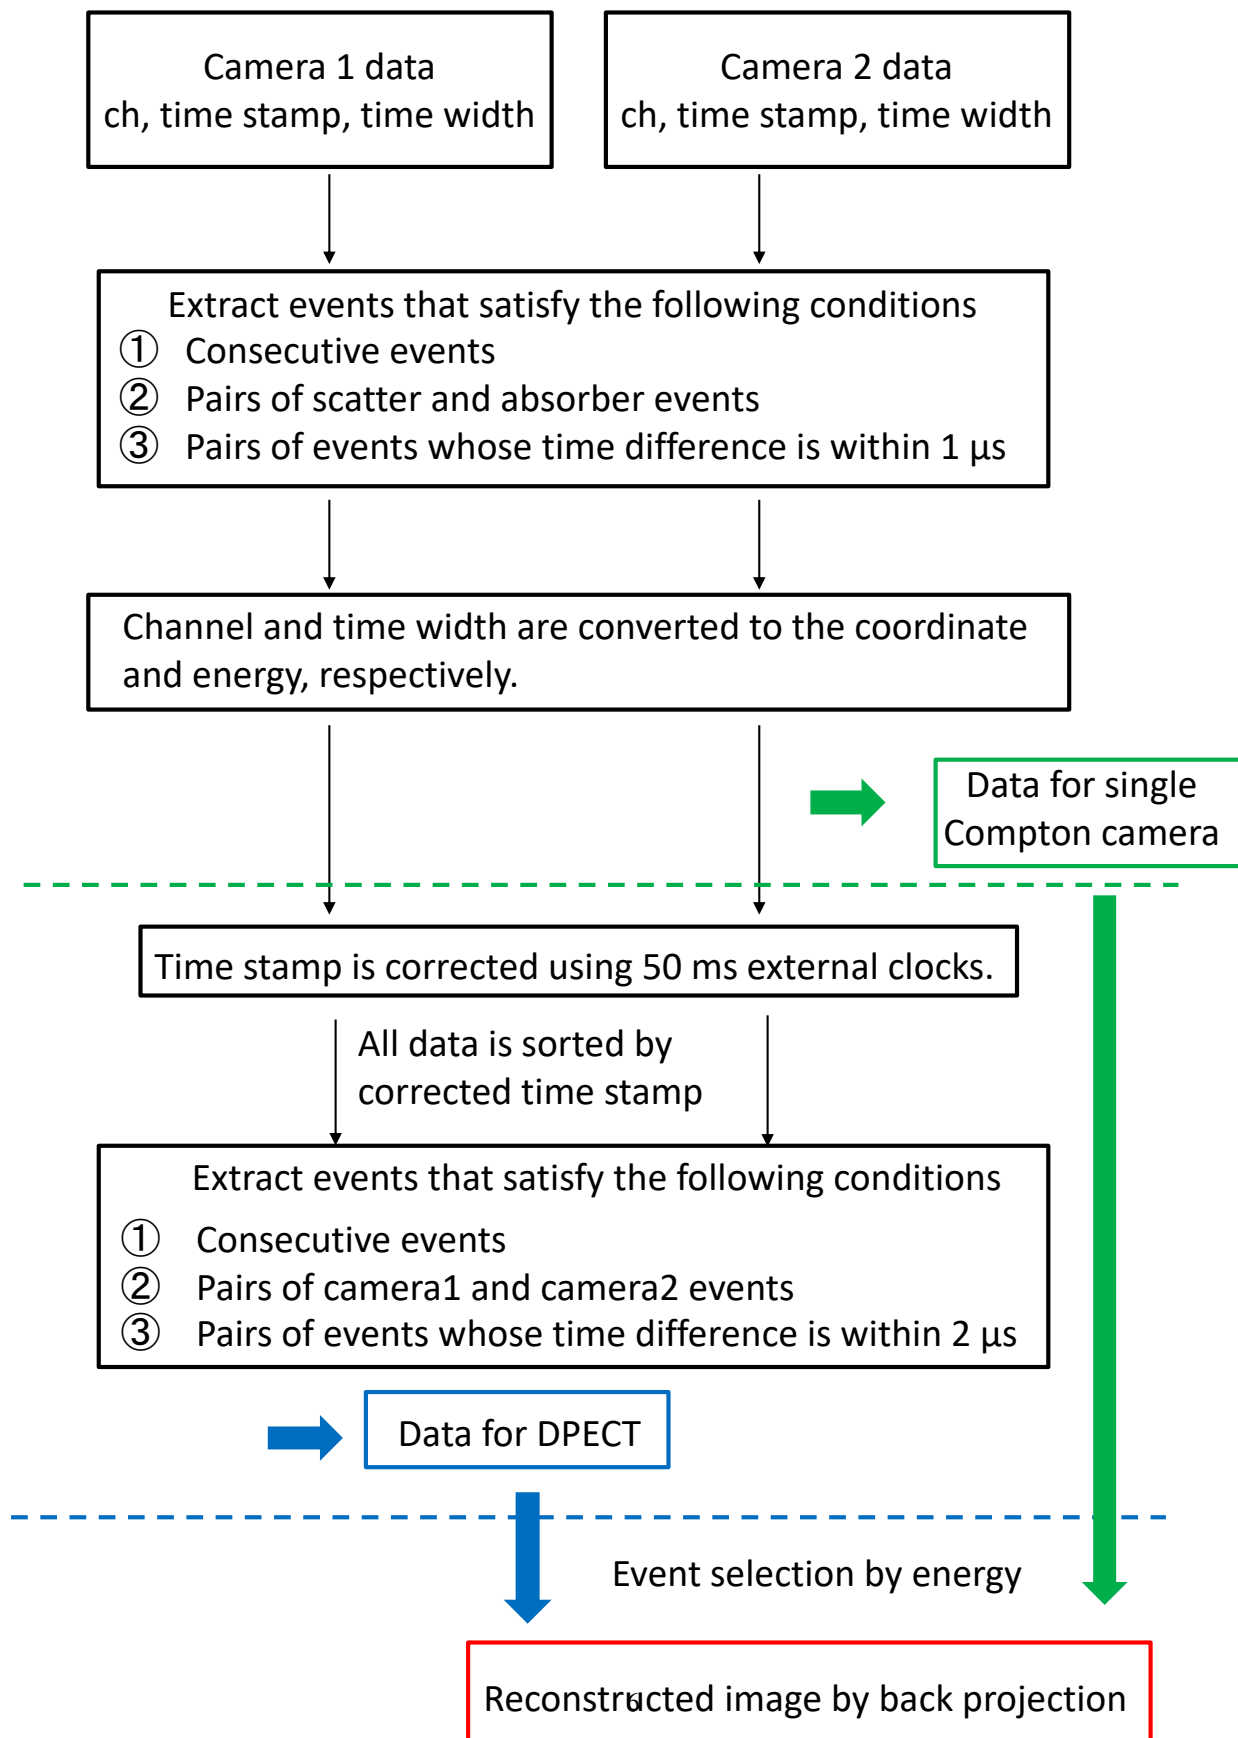 Camera 1 data
ch, time stamp, time width
Camera 2 data
ch, time stamp, time width
Extract events that satisfy the following conditions
① Consecutive events
② Pairs of scatter and absorber events
③ Pairs of events whose time difference is within 1 μs
Channel and time width are converted to the coordinate
and energy, respectively.
Data for single
Compton camera
Time stamp is corrected using 50 ms external clocks.
All data is sorted by
corrected time stamp
Extract events that satisfy the following conditions
① Consecutive events
② Pairs of camera1 and camera2 events
③ Pairs of events whose time difference is within 2 μs
Data for DPECT
Event selection by energy
Reconstructed image by back projection